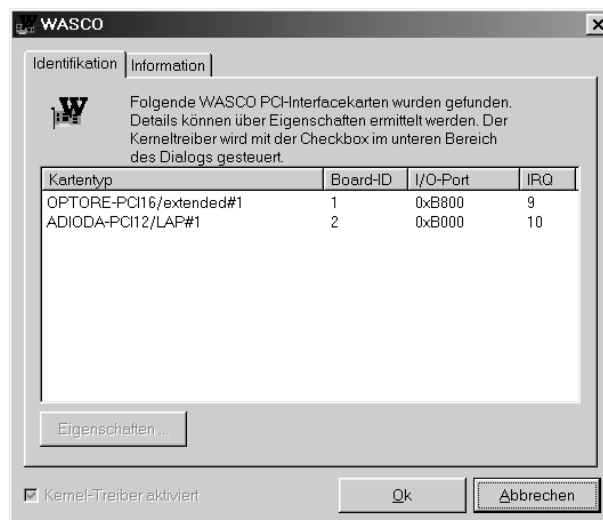 WASCO
Identifikation Information
Folgende WASCO PCI-Interfacekarten wurden gefunden.
Details können über Eigenschaften ermittelt werden. Der
Kerneltreiber wird mit der Checkbox im unteren Bereich
des Dialogs gesteuert.
Kartentyp Board-ID I/O-Port IRQ
OPTORE-PCI16/extended#1 1 0xB800 9
ADIODA-PCI12/LAP#1 2 0xB000 10
Eigenschaften ...
Kernel-Treiber aktiviert Ok Abbrechen